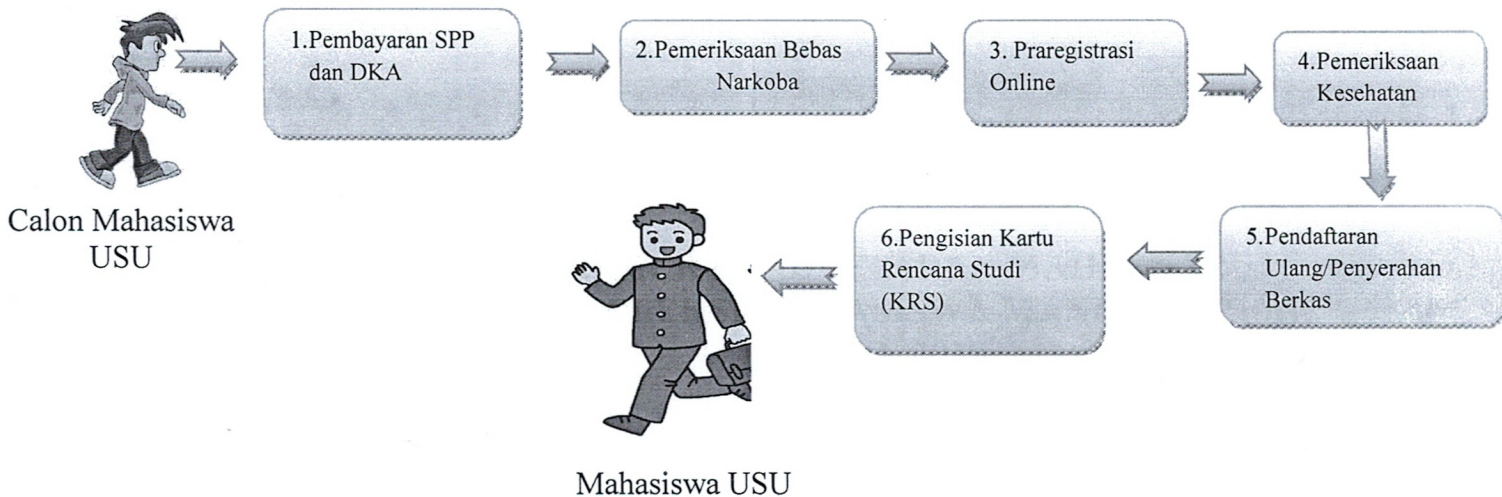 1.Pembayaran SPP
dan DKA
2.Pemeriksaan Bebas
Narkoba
3. Praregistrasi
Online
4.Pemeriksaan
Kesehatan
Calon Mahasiswa
USU
5.Pendaftaran
Ulang/Penyerahan
Berkas
6.Pengisian Kartu
Rencana Studi
(KRS)
Mahasiswa USU